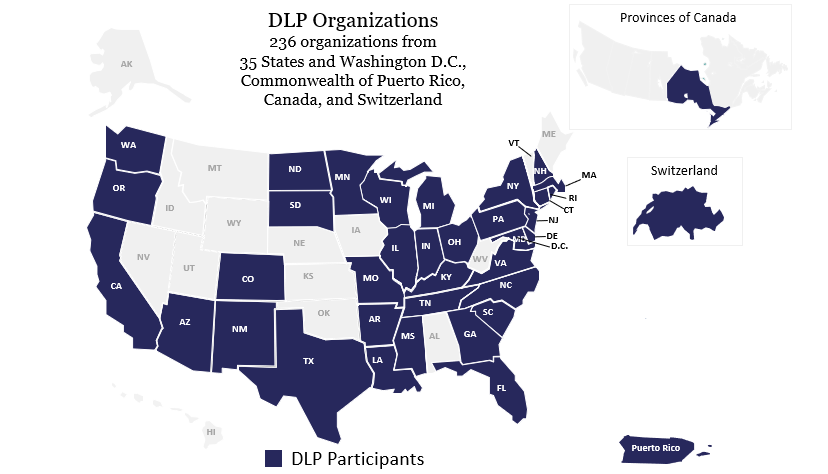 DLP Organizations
236 organizations from
35 States and Washington D.C.,
Commonwealth of Puerto Rico,
Canada, and Switzerland
Provinces of Canada
Switzerland
AK
WA
MT
ND
MN
VT
ME
NH
MA
OR
ID
SD
WI
MI
NY
RI
CT
WY
IA
PA
NJ
NV
NE
IL
IN
OH
MD
DE
D.C.
UT
CO
KS
MO
KY
WV
VA
CA
NC
AZ
NM
OK
AR
TN
SC
TX
LA
MS
AL
GA
FL
HI
Puerto Rico
DLP Participants